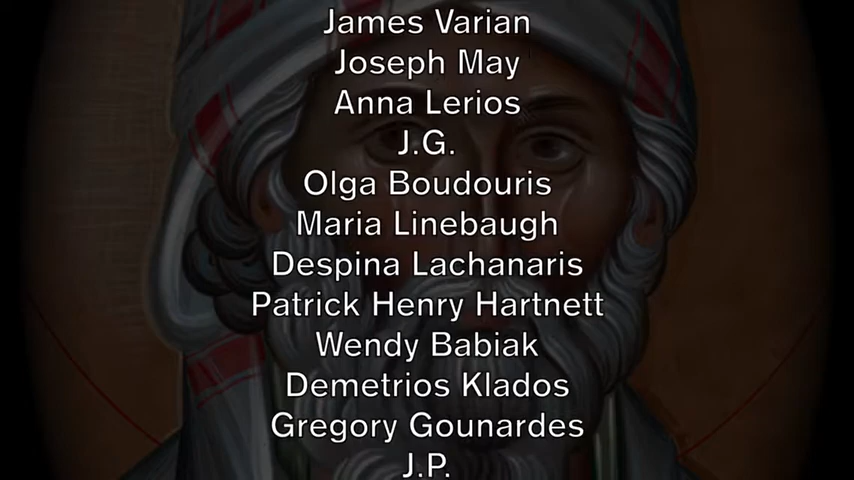 James Varian
Joseph May
Anna Lerios
J.G.
Olga Boudouris
Maria Linebaugh
Despina Lachanaris
Patrick Henry Hartnett
Wendy Babiak
Demetrios Klados
Gregory Gounardes
J.P.